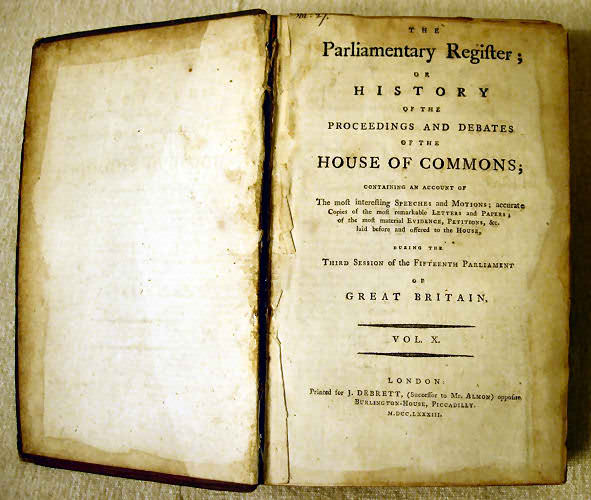 THE
Parliamentary Register;
OR
HISTORY
OF THE
PROCEEDINGS AND DEBATES
OF THE
HOUSE OF COMMONS;
CONTAINING AN ACCOUNT OF
The moſt intereſting SPEECHES and MOTIONS; accurate
Copies of the moſt remarkable LETTERS and PAPERS;
of the moſt material EVIDENCE, PETITIONS, &c.
laid before and offered to the HOUSE,
DURING THE
THIRD SESSION of the FIFTEENTH PARLIAMENT
OF
GREAT BRITAIN.
VOL. X.
LONDON:
Printed for J. DEBRETT, (Succeſſor to Mr. ALMON) oppoſite
BURLINGTON-HOUSE, PICCADILLY.
M.DCC.LXXXIII.